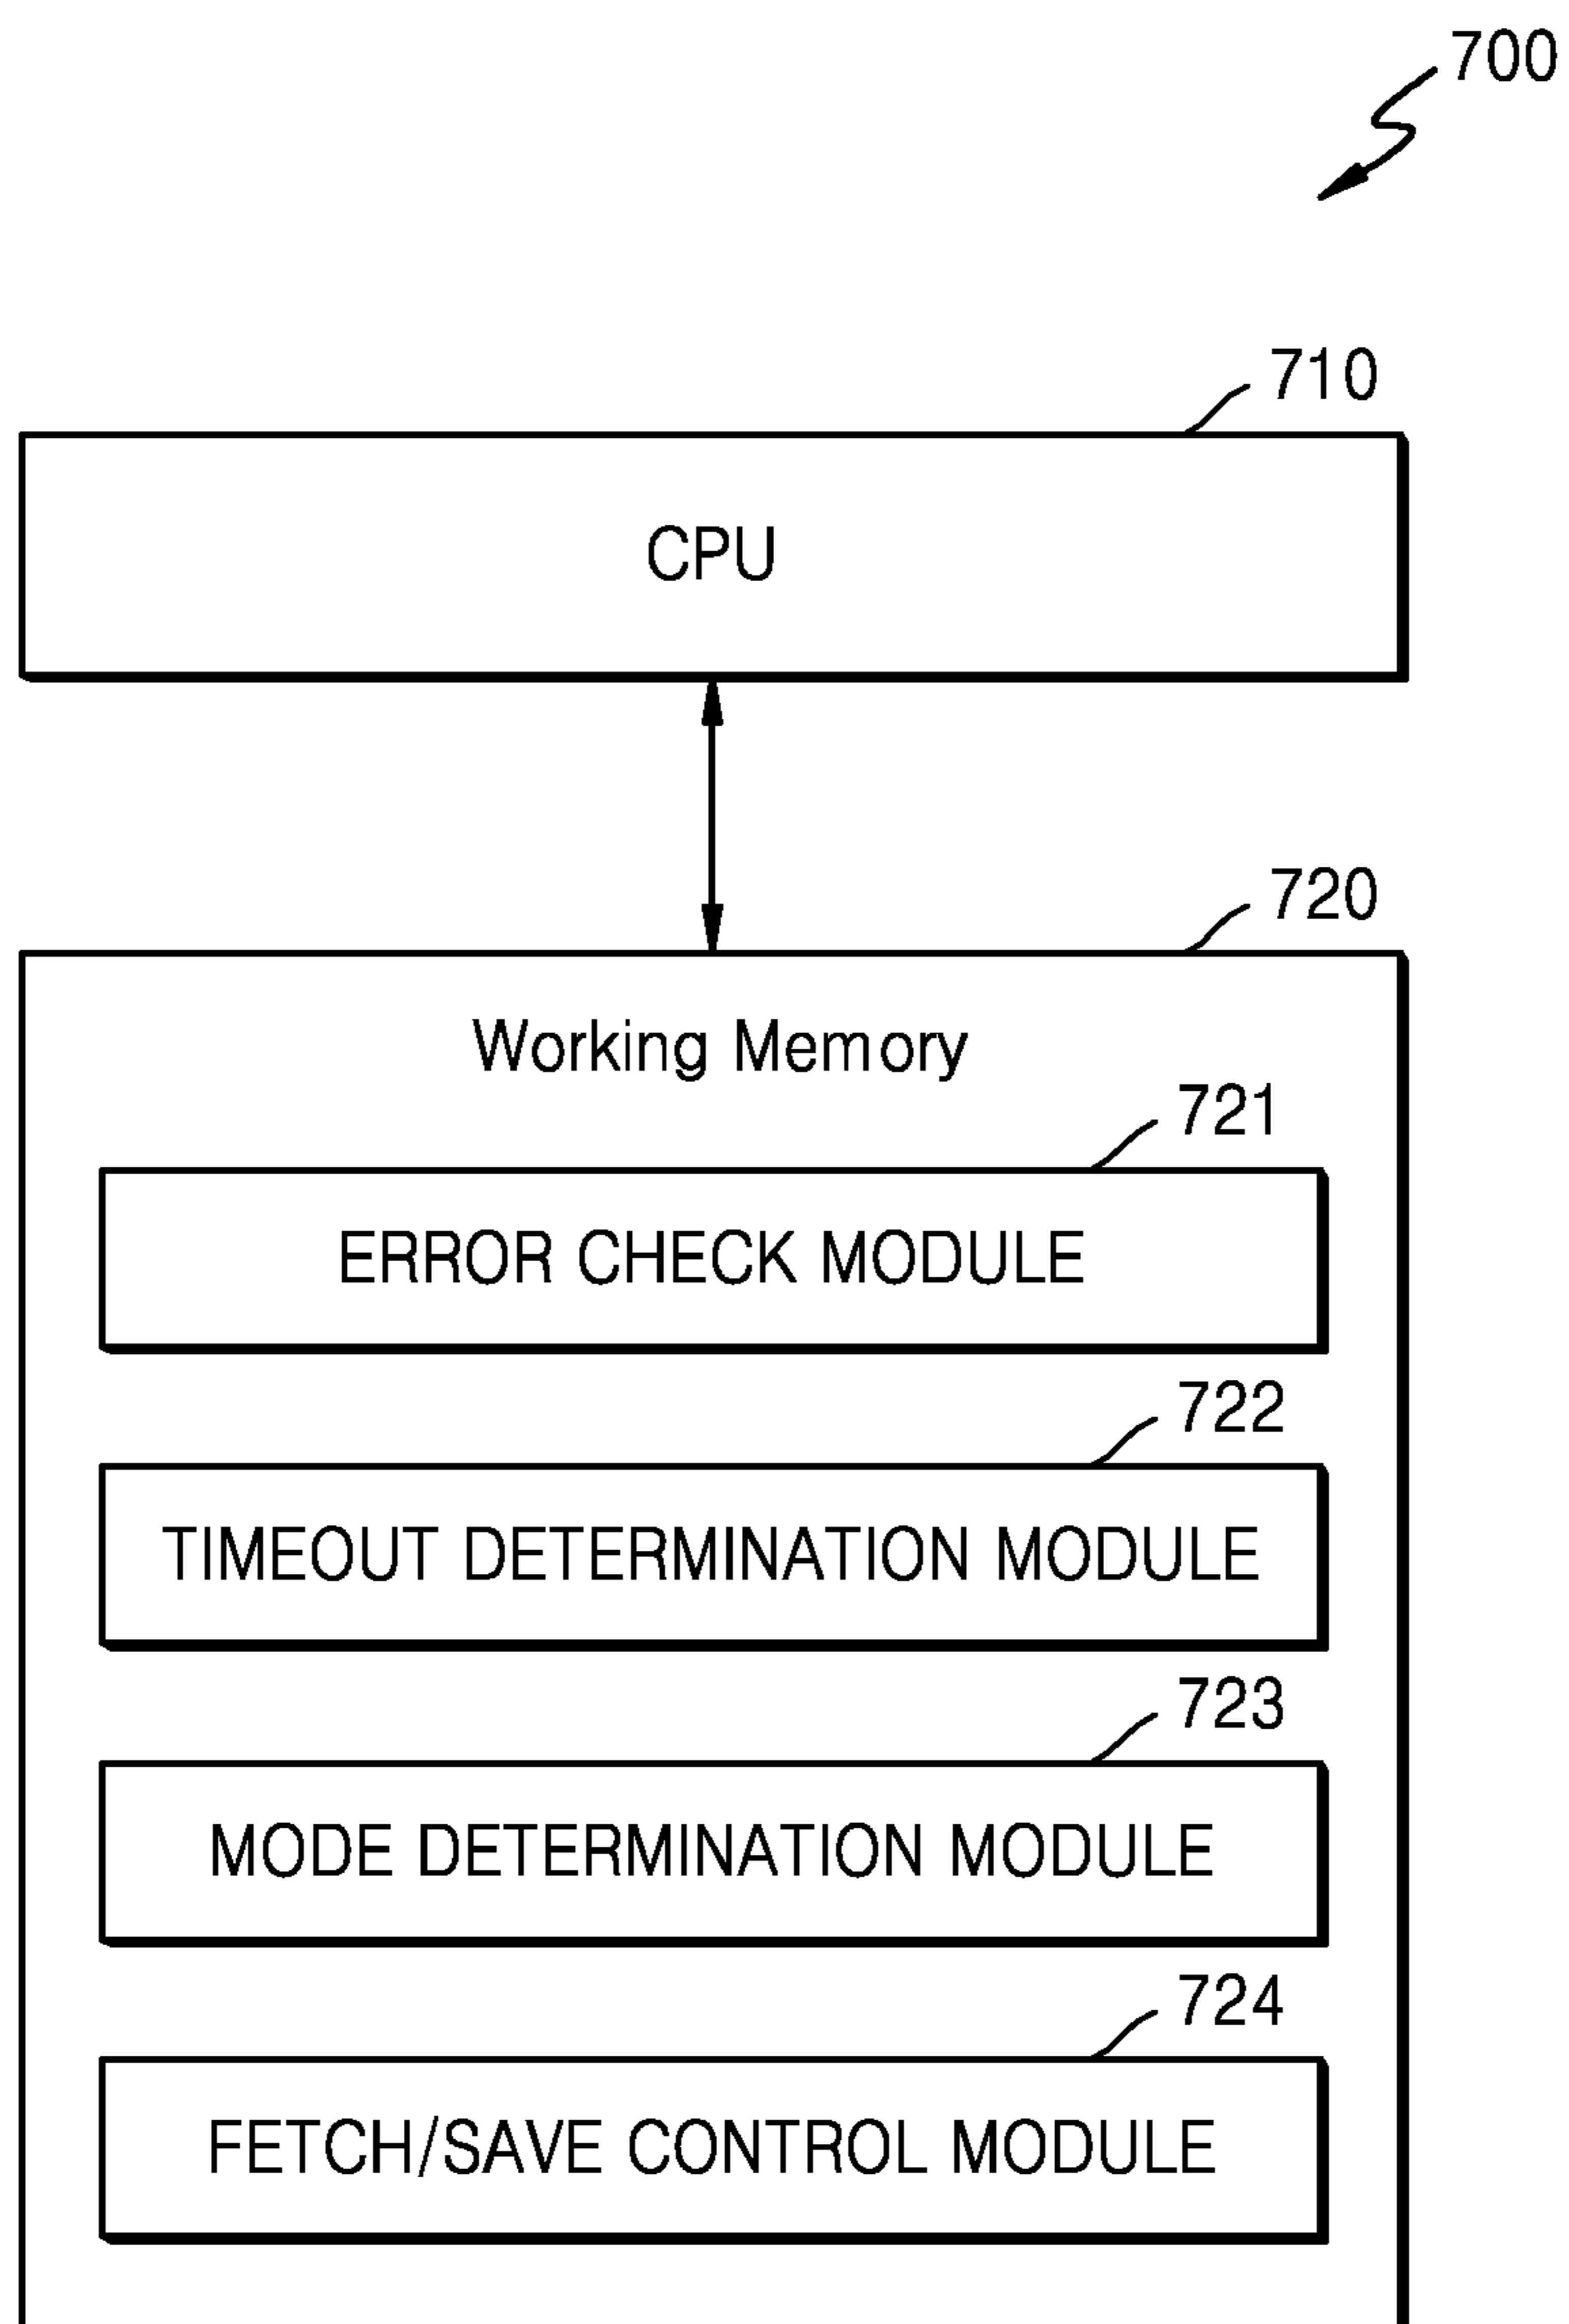 700
710
CPU
720
Working Memory
721
ERROR CHECK MODULE
722
TIMEOUT DETERMINATION MODULE
723
MODE DETERMINATION MODULE
724
FETCH/SAVE CONTROL MODULE